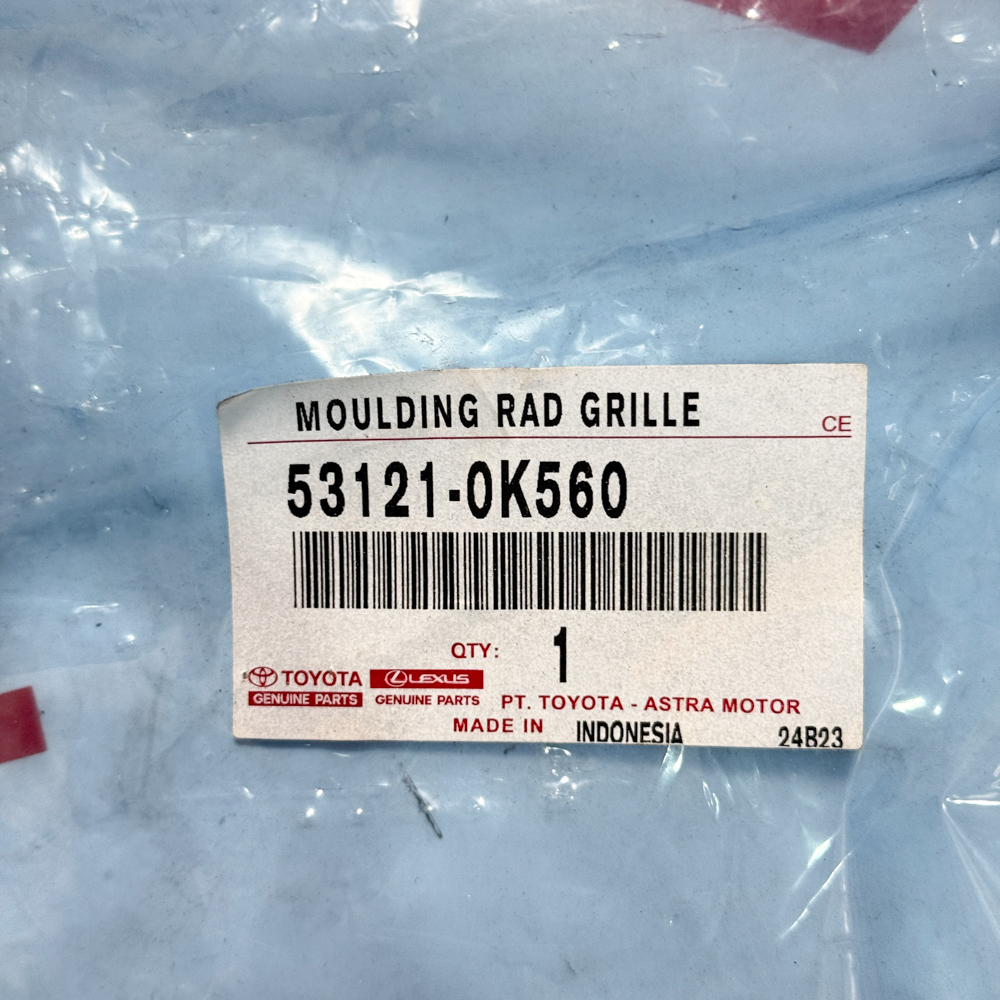 MOULDING RAD GRILLE
CE
53121-0K560
QTY: 1
TOYOTA LEXUS
GENUINE PARTS GENUINE PARTS PT. TOYOTA - ASTRA MOTOR
MADE IN INDONESIA 24B23